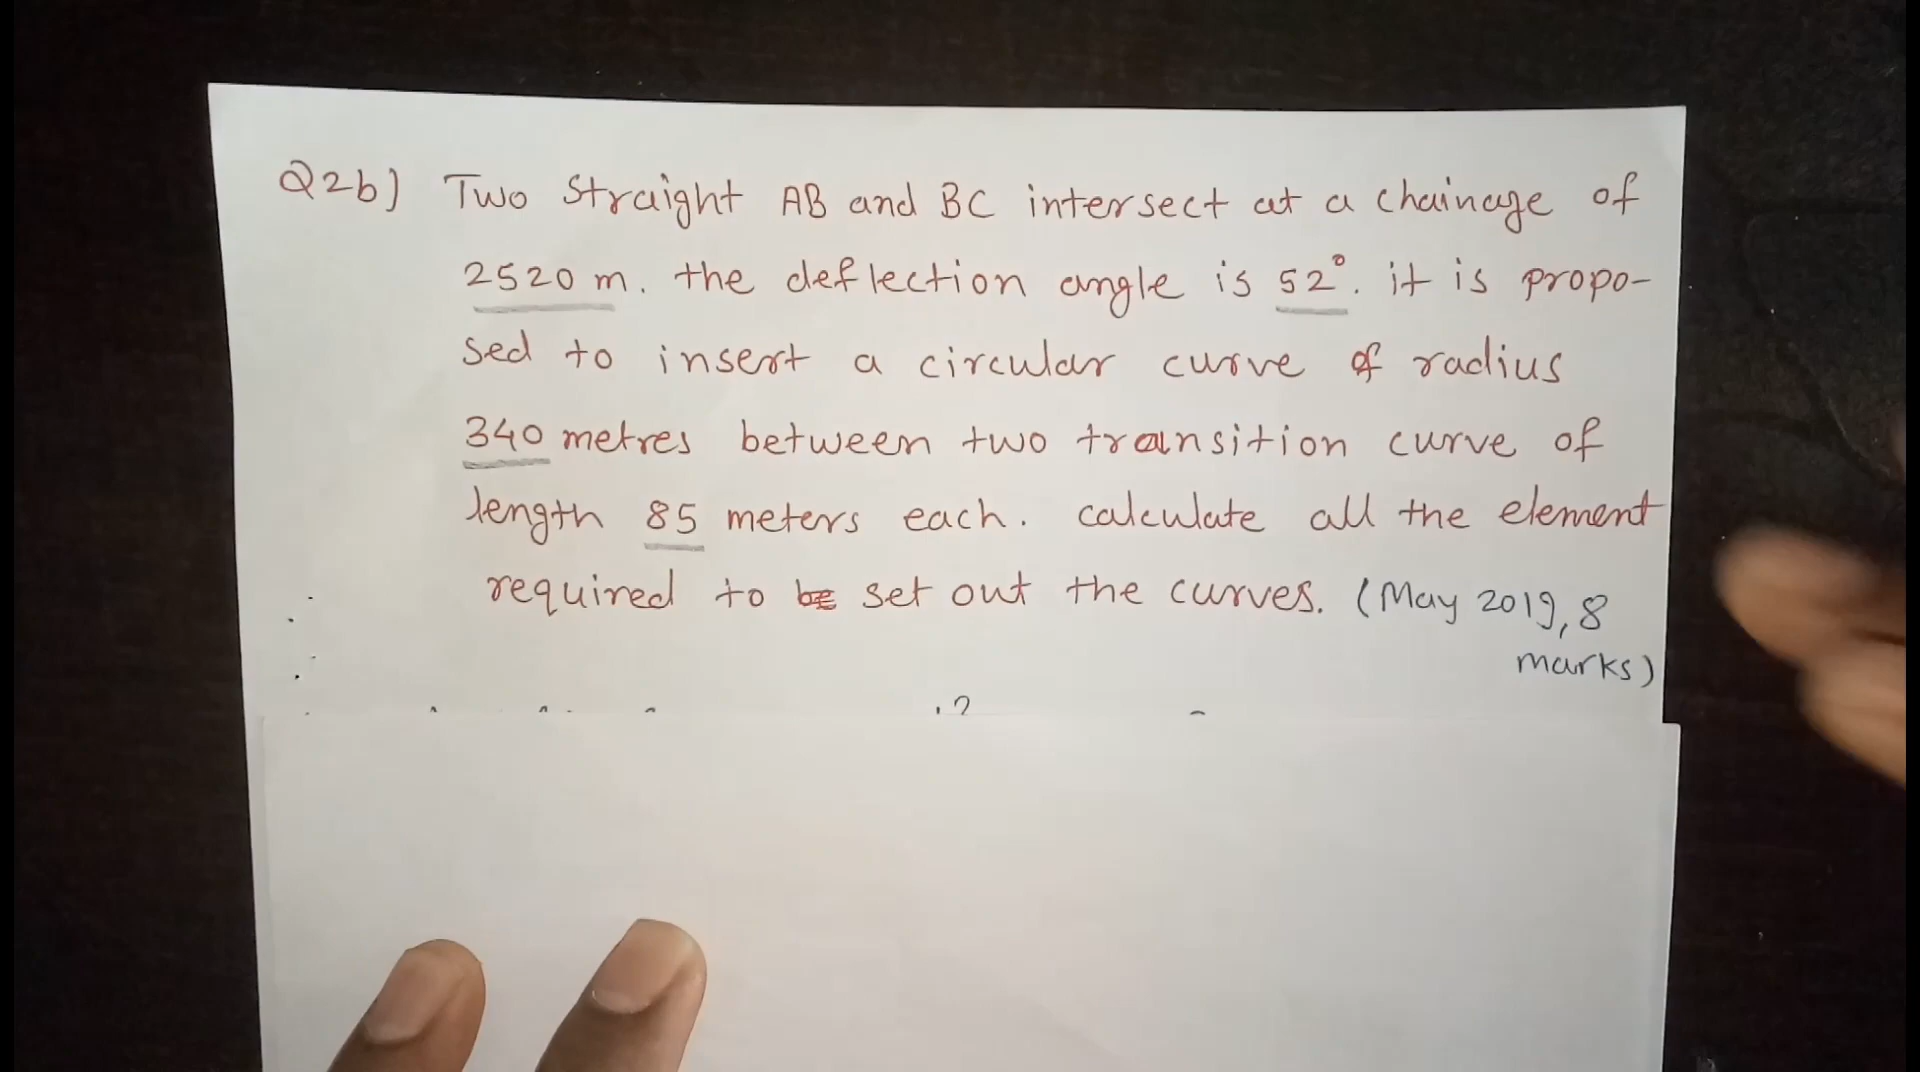 Q2b) Two Straight AB and BC intersect at a chainage of
2520 m. the deflection angle is 52°. it is propo-
sed to insert a circular curve of radius
340 metres between two transition curve of
length 85 meters each. calculate all the element
required to be set out the curves. (May 2019, 8
marks)